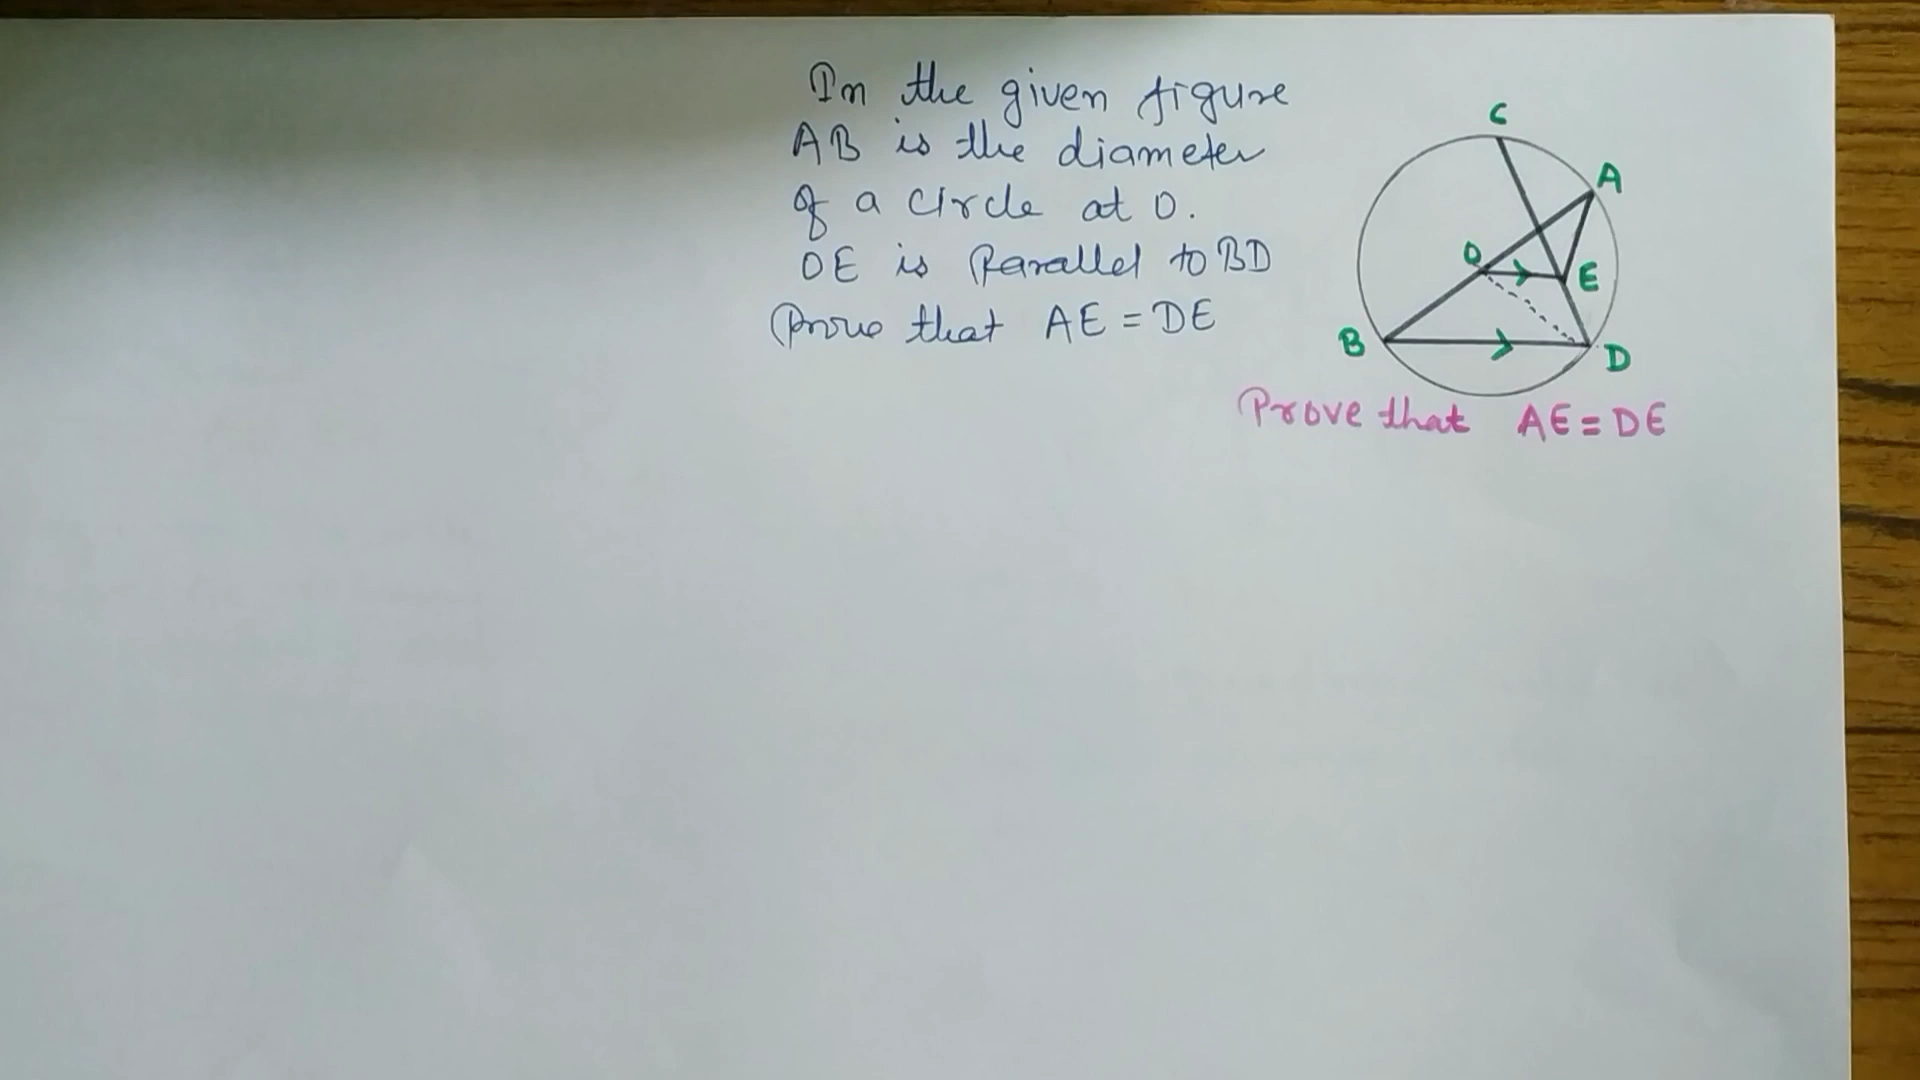 In the given figure
AB is the diameter
of a circle at O.
OE is Parallel to BD
Prove that AE = DE
C
A
O
E
B
D
Prove that AE = DE